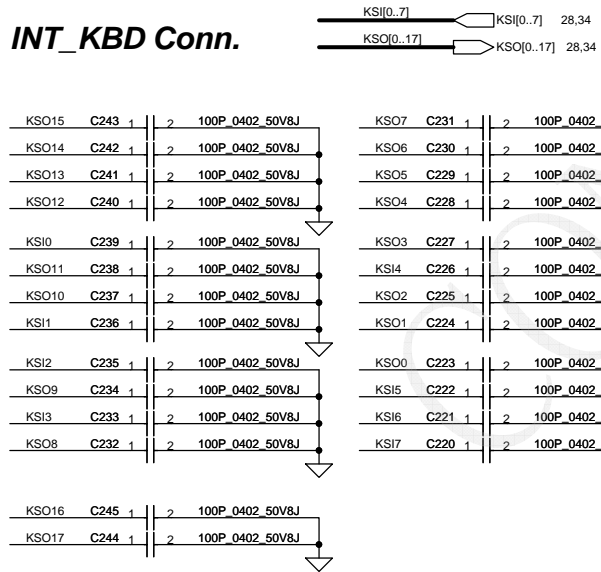 INT_KBD Conn.
KSI[0..7] KSI[0..7] 28,34
KSO[0..17] KSO[0..17] 28,34
KSO15 C243 1 2 100P_0402_50V8J
KSO14 C242 1 2 100P_0402_50V8J
KSO13 C241 1 2 100P_0402_50V8J
KSO12 C240 1 2 100P_0402_50V8J
KSI0 C239 1 2 100P_0402_50V8J
KSO11 C238 1 2 100P_0402_50V8J
KSO10 C237 1 2 100P_0402_50V8J
KSI1 C236 1 2 100P_0402_50V8J
KSI2 C235 1 2 100P_0402_50V8J
KSO9 C234 1 2 100P_0402_50V8J
KSI3 C233 1 2 100P_0402_50V8J
KSO8 C232 1 2 100P_0402_50V8J
KSO16 C245 1 2 100P_0402_50V8J
KSO17 C244 1 2 100P_0402_50V8J
KSO7 C231 1 2 100P_0402_
KSO6 C230 1 2 100P_0402_
KSO5 C229 1 2 100P_0402_
KSO4 C228 1 2 100P_0402_
KSO3 C227 1 2 100P_0402_
KSI4 C226 1 2 100P_0402_
KSO2 C225 1 2 100P_0402_
KSO1 C224 1 2 100P_0402_
KSO0 C223 1 2 100P_0402_
KSI5 C222 1 2 100P_0402_
KSI6 C221 1 2 100P_0402_
KSI7 C220 1 2 100P_0402_